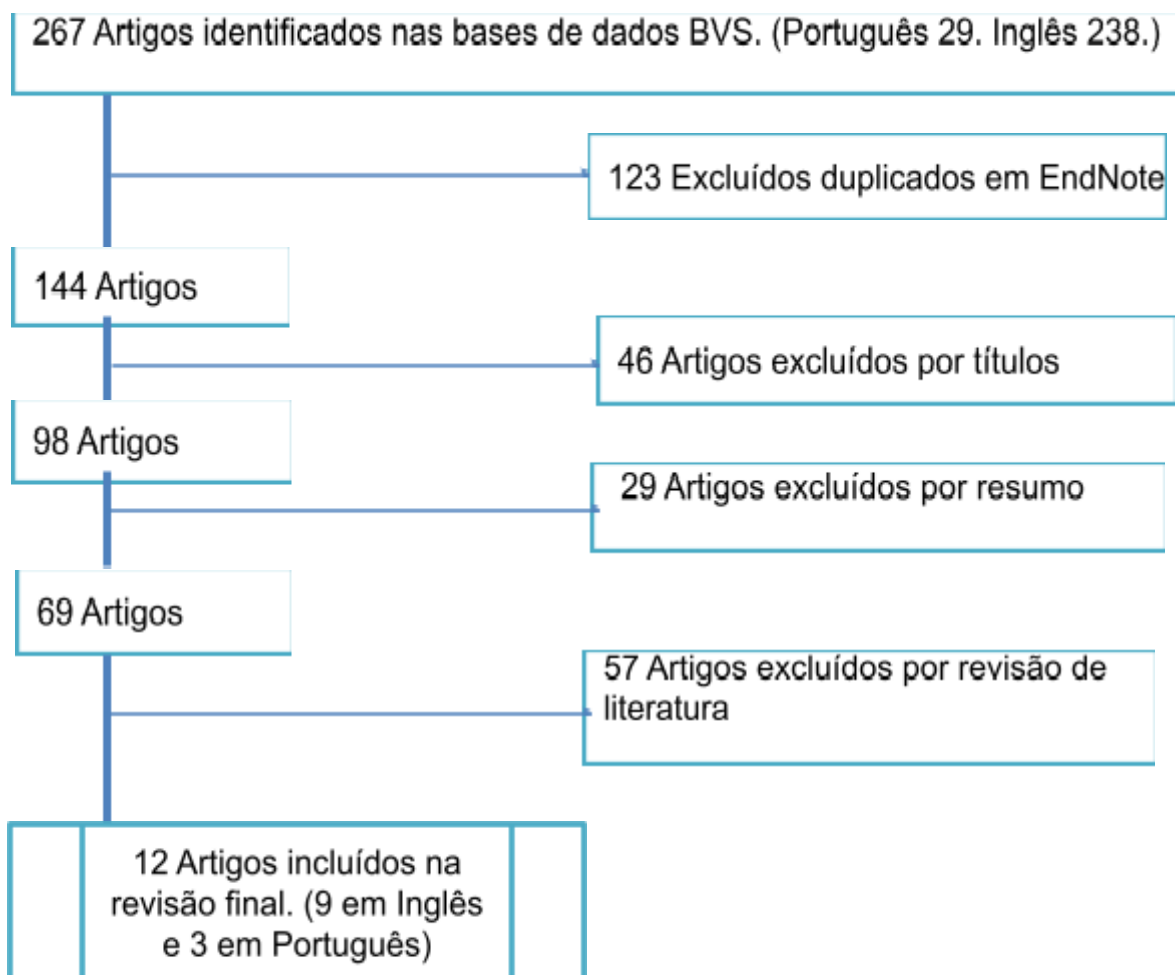 267 Artigos identificados nas bases de dados BVS. (Português 29. Inglês 238.)
123 Excluídos duplicados em EndNote
144 Artigos
46 Artigos excluídos por títulos
98 Artigos
29 Artigos excluídos por resumo
69 Artigos
57 Artigos excluídos por revisão de
literatura
12 Artigos incluídos na
revisão final. (9 em Inglês
e 3 em Português)